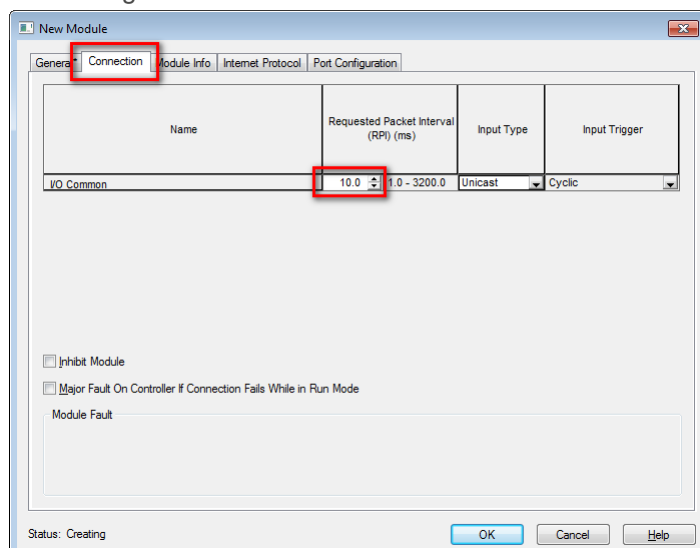 New Module
General* Connection Module Info Internet Protocol Port Configuration
Name
Requested Packet Interval
(RPI) (ms)
Input Type
Input Trigger
I/O Common 10.0 1.0 - 3200.0 Unicast Cyclic
Inhibit Module
Major Fault On Controller If Connection Fails While in Run Mode
Module Fault
Status: Creating OK Cancel Help